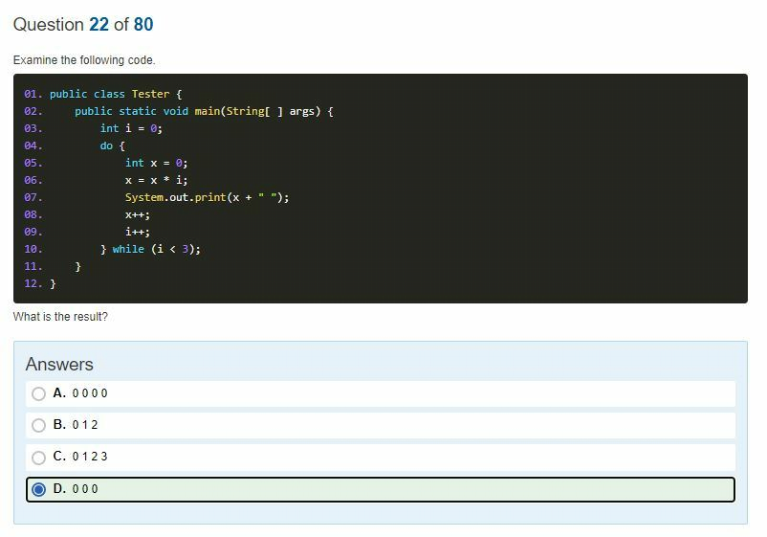 Question 22 of 80
Examine the following code.
01. public class Tester {
02.     public static void main(String[ ] args) {
03.         int i = 0;
04.         do {
05.             int x = 0;
06.             x = x * i;
07.             System.out.print(x + " ");
08.             x++;
09.             i++;
10.         } while (i < 3);
11.     }
12. }
What is the result?
Answers
A. 0 0 0 0
B. 0 1 2
C. 0 1 2 3
D. 0 0 0